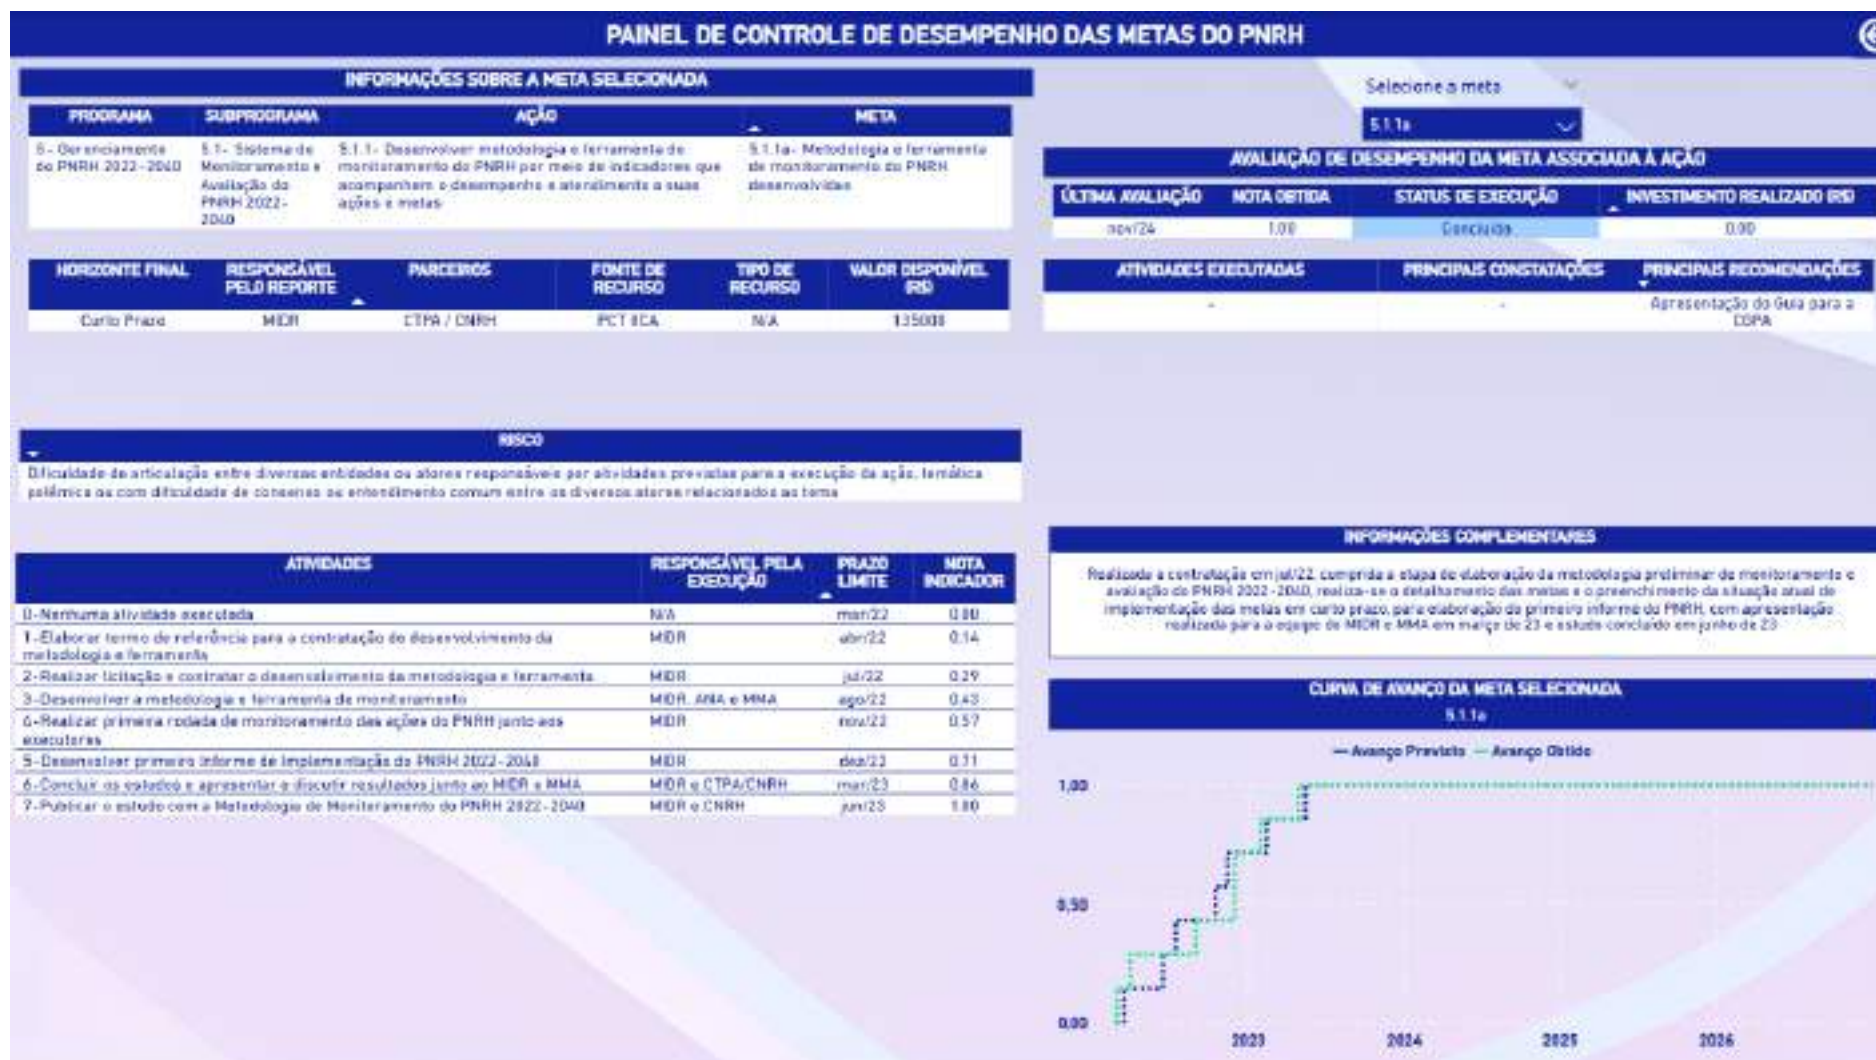 PAINEL DE CONTROLE DE DESEMPENHO DAS METAS DO PNRH
INFORMAÇÕES SOBRE A META SELECIONADA
PROGRAMA SUBPROGRAMA AÇÃO META
5- Gerenciamento do PNRH 2022-2040
5.1- Sistema de Monitoramento e Avaliação do PNRH 2022-2040
5.1.1- Desenvolver metodologia e ferramenta de monitoramento do PNRH por meio de indicadores que acompanhem o desempenho e atendimento a suas ações e metas
5.1.1a- Metodologia e ferramenta de monitoramento do PNRH desenvolvidas
HORIZONTE FINAL RESPONSÁVEL PELO REPORTE PARCEIROS FONTE DE RECURSO TIPO DE RECURSO VALOR DISPONÍVEL (R$)
Curto Prazo MIDR CTPA / CNRH PCT IICA N/A 135000
RISCO
Dificuldade de articulação entre diversas entidades ou atores responsáveis por atividades previstas para a execução da ação, temática
polêmica ou com dificuldade de consenso ou entendimento comum entre os diversos atores relacionados ao tema
ATIVIDADES RESPONSÁVEL PELA EXECUÇÃO PRAZO LIMITE NOTA INDICADOR
0-Nenhuma atividade executada N/A mar/22 0.00
1-Elaborar termo de referência para a contratação do desenvolvimento da metodologia e ferramenta MIDR abr/22 0.14
2-Realizar licitação e contratar o desenvolvimento da metodologia e ferramenta MIDR jul/22 0.29
3-Desenvolver a metodologia e ferramenta de monitoramento MIDR, ANA e MMA ago/22 0.43
4-Realizar primeira rodada de monitoramento das ações do PNRH junto aos executores MIDR nov/22 0.57
5-Desenvolver primeiro informe de implementação do PNRH 2022-2040 MIDR dez/22 0.71
6-Concluir os estudos e apresentar e discutir resultados junto ao MIDR e MMA MIDR e CTPA/CNRH mar/23 0.86
7-Publicar o estudo com a Metodologia de Monitoramento do PNRH 2022-2040 MIDR e CNRH jun/23 1.00
Selecione a meta
5.1.1a
AVALIAÇÃO DE DESEMPENHO DA META ASSOCIADA À AÇÃO
ÚLTIMA AVALIAÇÃO NOTA OBTIDA STATUS DE EXECUÇÃO INVESTIMENTO REALIZADO (R$)
nov/24 1.00 Concluída 0.00
ATIVIDADES EXECUTADAS PRINCIPAIS CONSTATAÇÕES PRINCIPAIS RECOMENDAÇÕES
- - Apresentação do Guia para a COPA
INFORMAÇÕES COMPLEMENTARES
Realizada a contratação em jul/22, cumprida a etapa de elaboração da metodologia preliminar de monitoramento e
avaliação do PNRH 2022-2040, realiza-se o detalhamento das metas e o preenchimento da situação atual de
implementação das metas em curto prazo, para elaboração do primeiro informe do PNRH, com apresentação
realizada para a equipe do MIDR e MMA em março de 23 e estudo concluído em junho de 23
CURVA DE AVANÇO DA META SELECIONADA
5.1.1a
Avanço Previsto Avanço Obtido
1,00
0,50
0,00
2023 2024 2025 2026